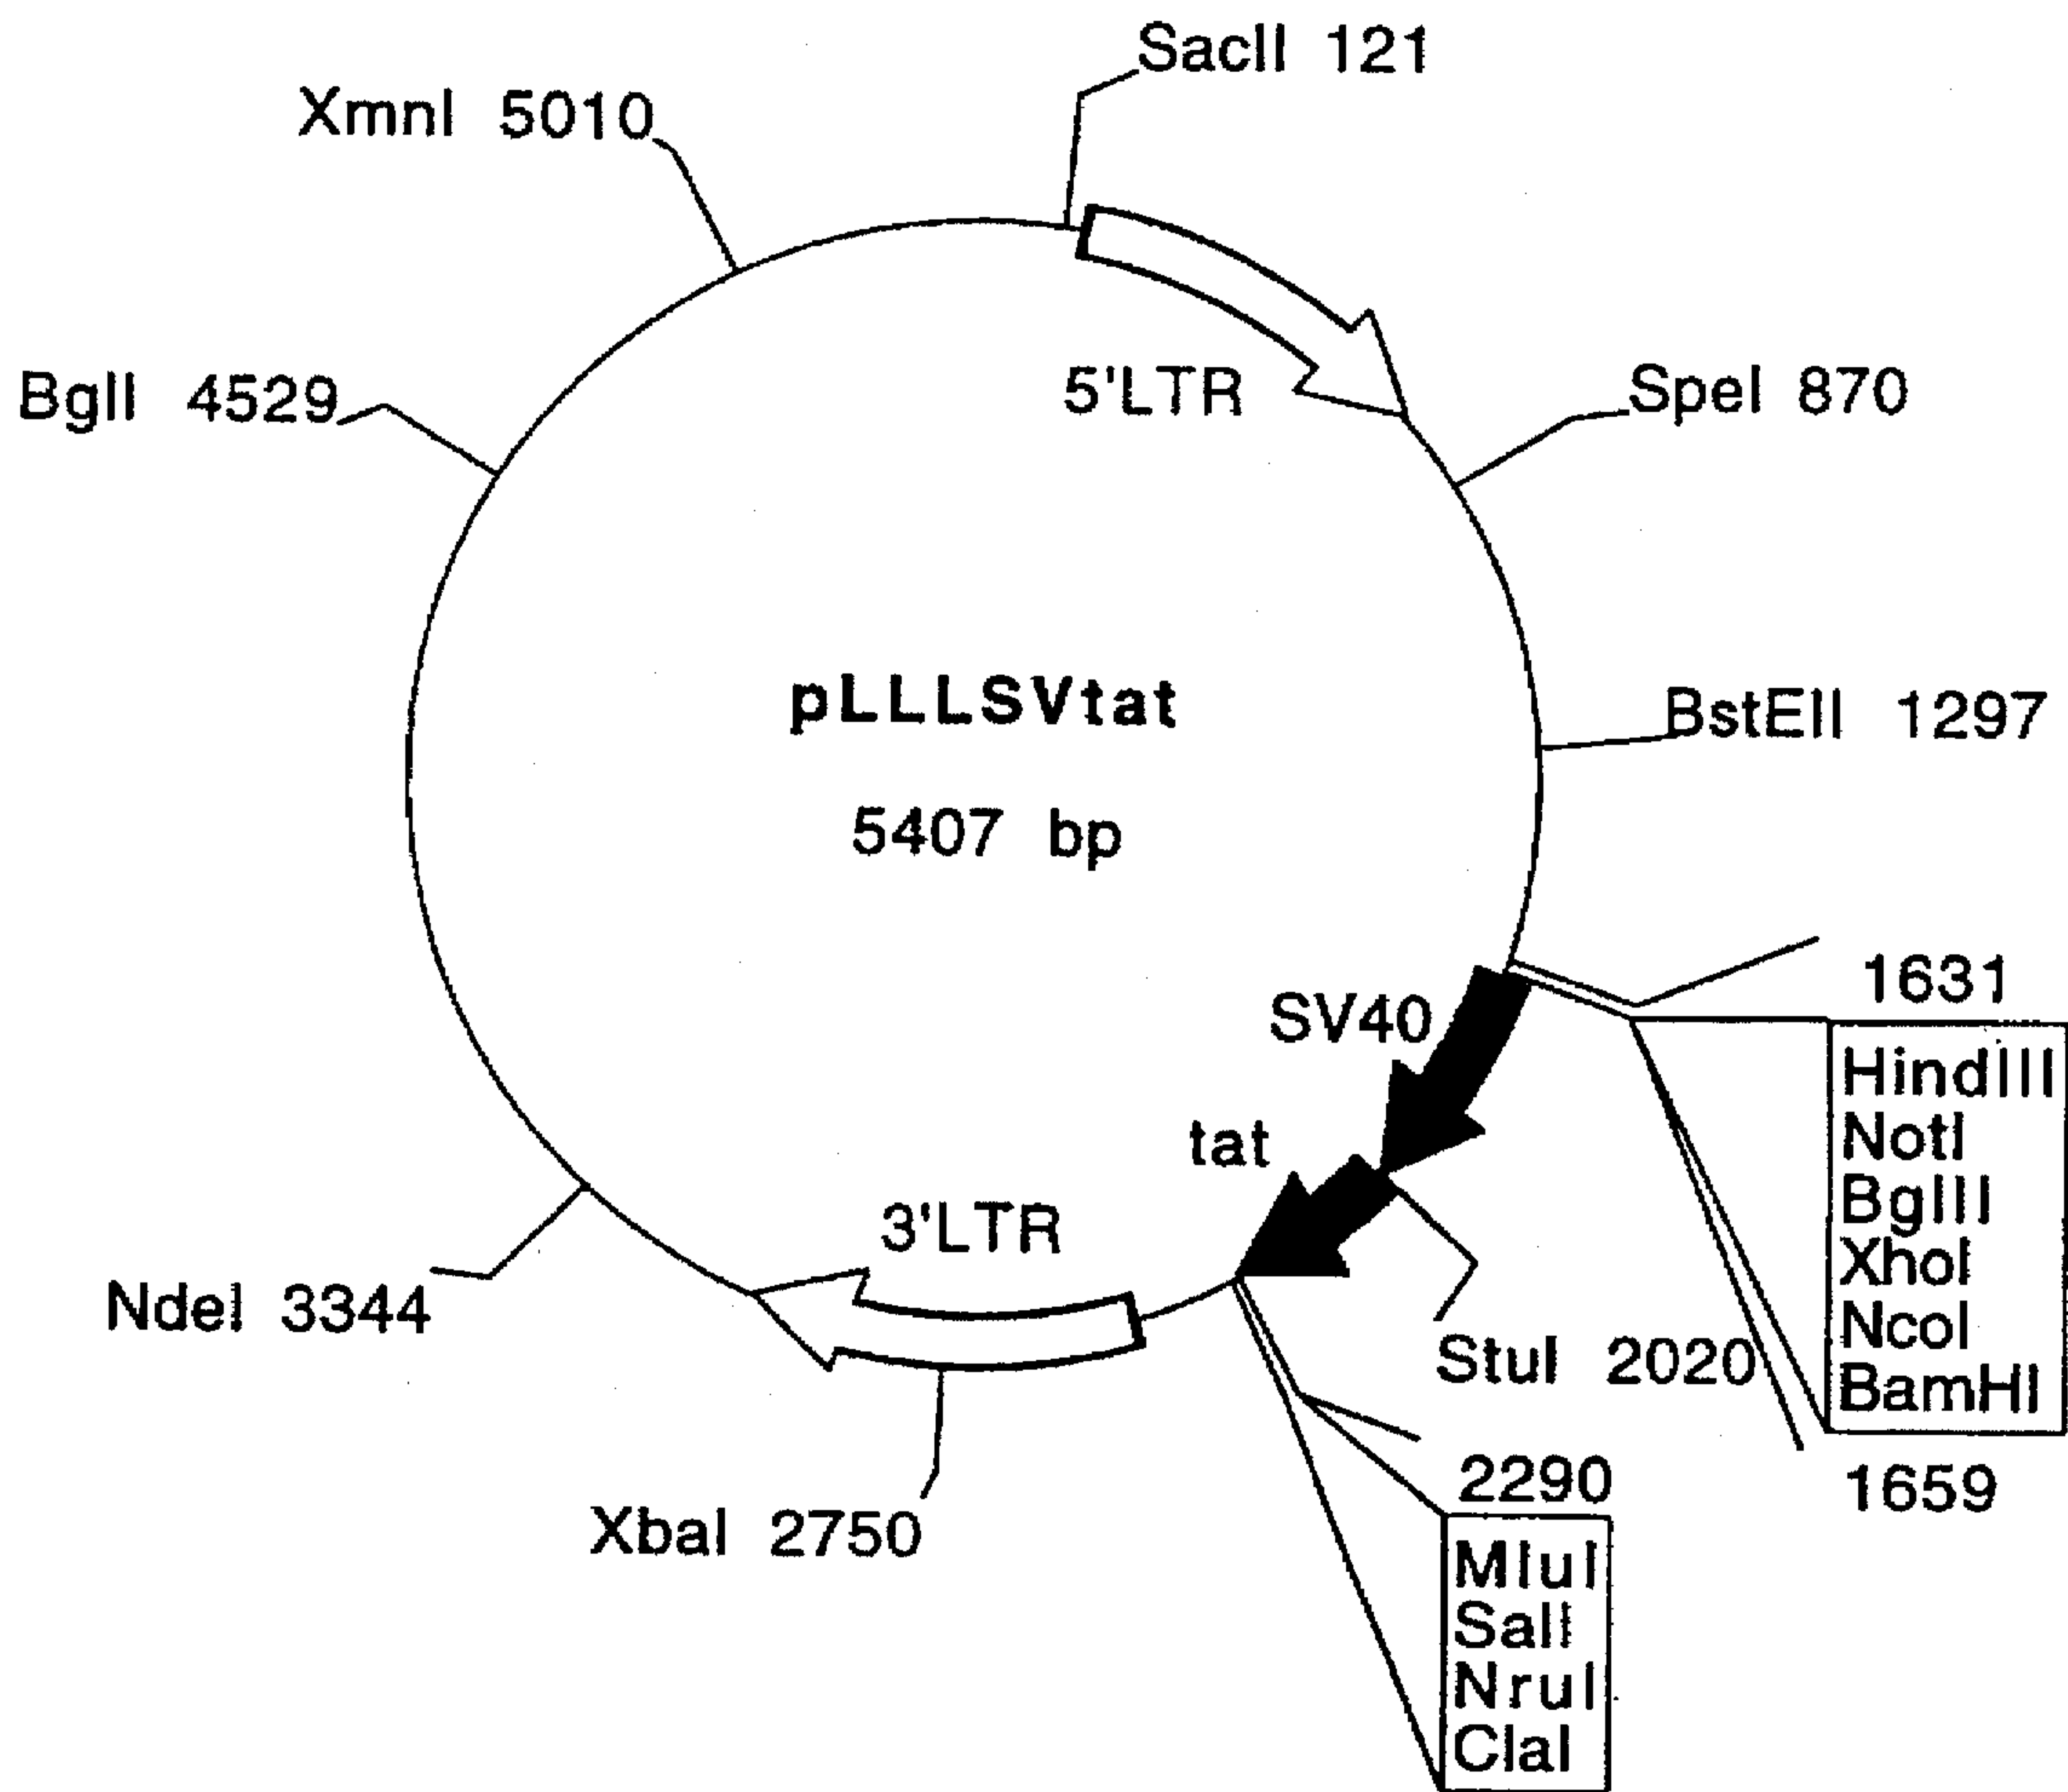 SacII 121
XmnI 5010
5'LTR
SpeI 870
BglI 4529
pLLLSVtat
5407 bp
BstEII 1297
1631
SV40
HindIII
NotI
BglII
XhoI
NcoI
BamHI
tat
3'LTR
NdeI 3344
StuI 2020
1659
2290
XbaI 2750
MluI
SalI
NruI
ClaI